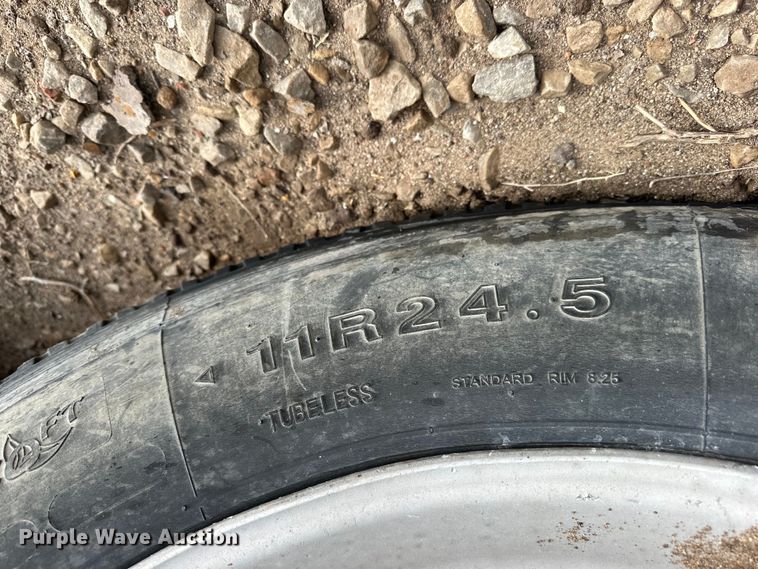 11R24.5
TUBELESS
STANDARD RIM 8.25
Purple Wave Auction